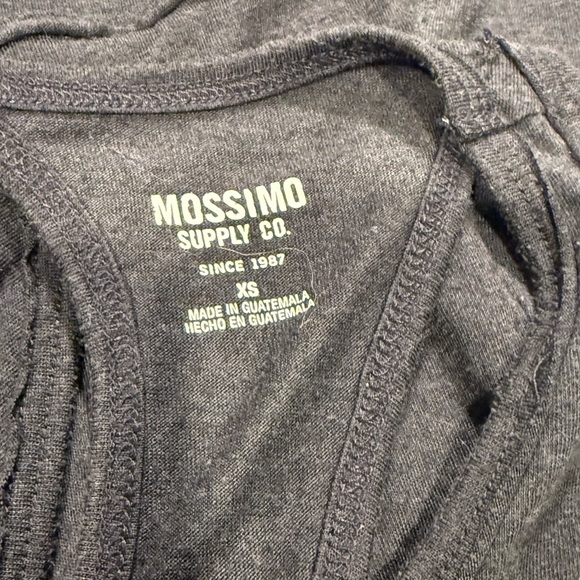 MOSSIMO
SUPPLY CO.
SINCE 1987
XS
MADE IN GUATEMALA
HECHO EN GUATEMALA